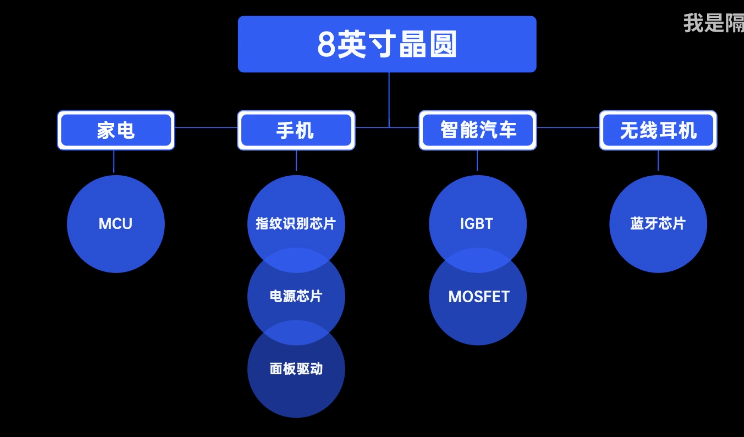 我是隔
8英寸晶圆
家电
手机
智能汽车
无线耳机
MCU
指纹识别芯片
IGBT
蓝牙芯片
电源芯片
MOSFET
面板驱动